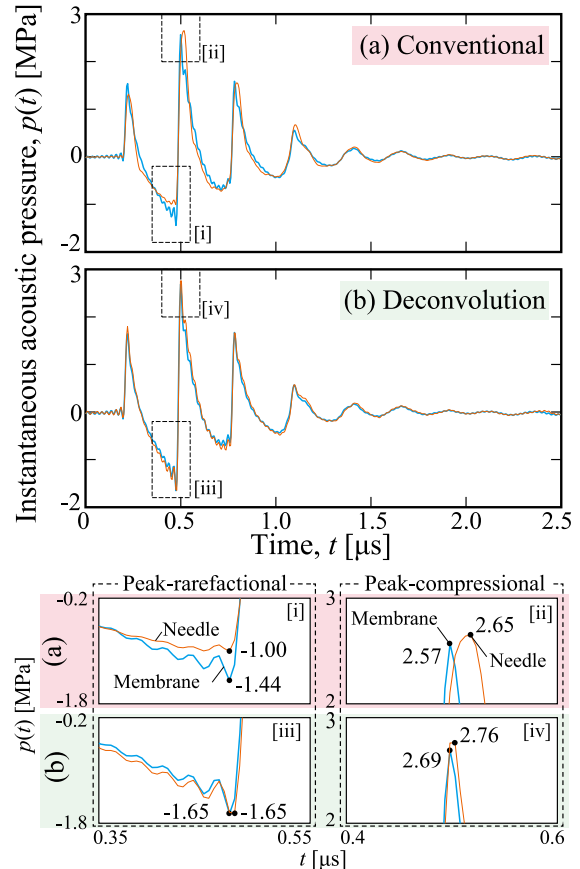 Instantaneous acoustic pressure, p(t) [MPa]
3
(a) Conventional
[ii]
0
[i]
-2
3
(b) Deconvolution
[iv]
0
[iii]
-2
0 0.5 1.0 1.5 2.0 2.5
Time, t [μs]
Peak-rarefactional Peak-compressional
p(t) [MPa]
(a)
-0.2
[i]
Needle
-1.00
Membrane
-1.44
-1.8
3
[ii]
Membrane
2.65
2.57
Needle
2
(b)
-0.2
[iii]
-1.65 -1.65
-1.8
0.35 0.55
3
[iv]
2.76
2.69
2
0.4 0.6
t [μs]